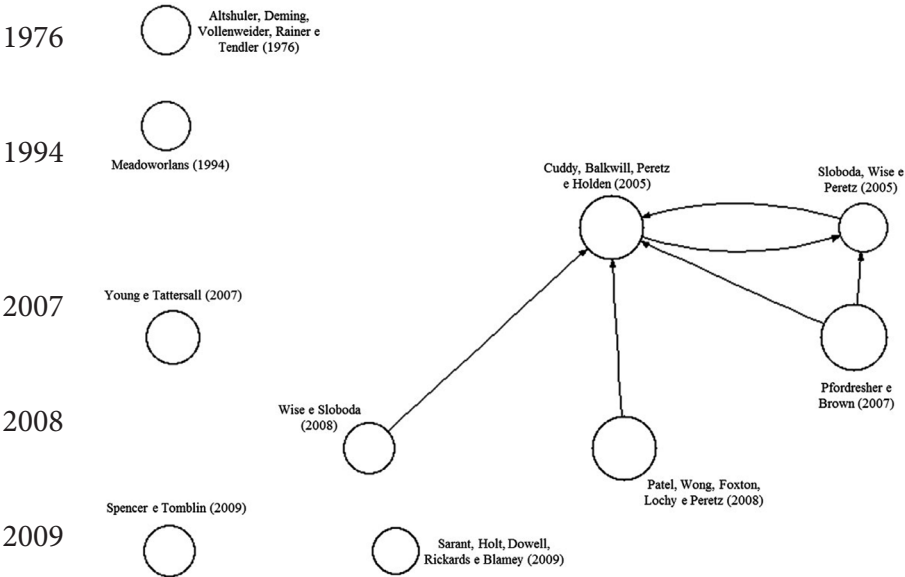 1976
Altshuler, Deming,
Vollenweider, Rainer e
Tendler (1976)
1994
Meadoworlans (1994)
Cuddy, Balkwill, Peretz
e Holden (2005)
Sloboda, Wise e
Peretz (2005)
2007
Young e Tattersall (2007)
Pfordresher e
Brown (2007)
2008
Wise e Sloboda
(2008)
Patel, Wong, Foxton,
Lochy e Peretz (2008)
2009
Spencer e Tomblin (2009)
Sarant, Holt, Dowell,
Rickards e Blamey (2009)